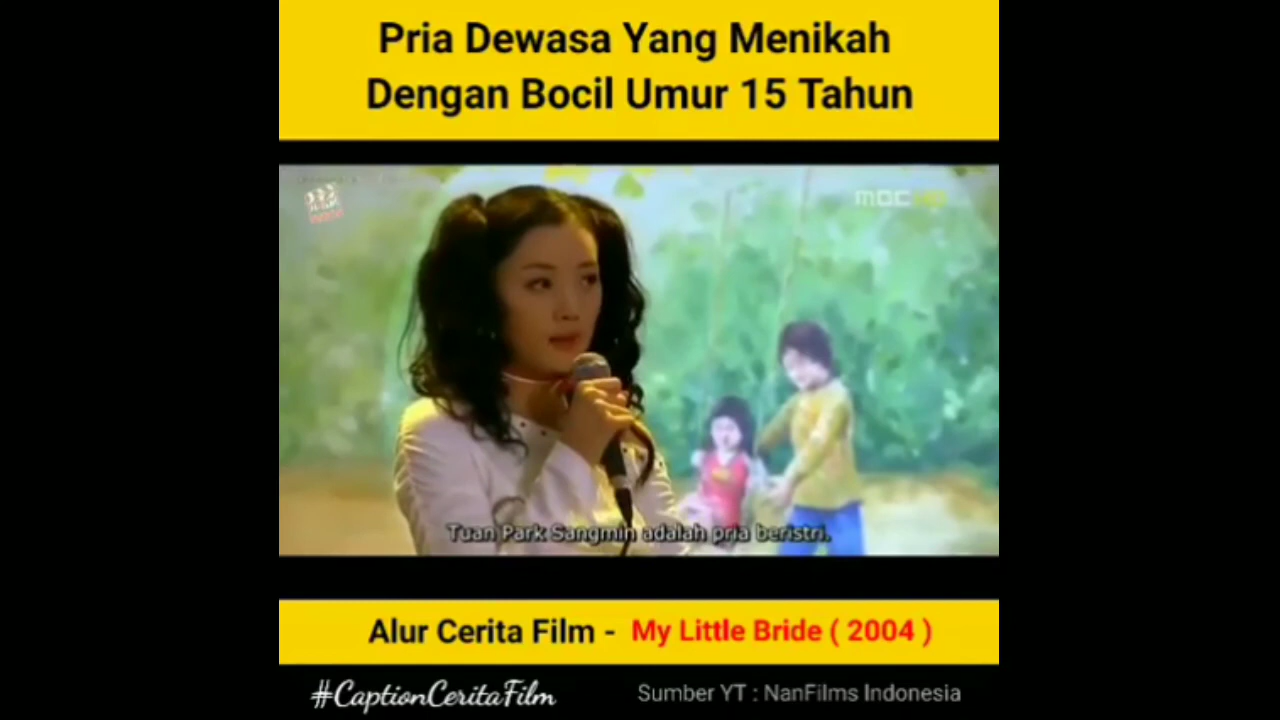 Pria Dewasa Yang Menikah
Dengan Bocil Umur 15 Tahun
MBC HD
Tuan Park Sangmin adalah pria beristri.
Alur Cerita Film - My Little Bride ( 2004 )
#CaptionCeritaFilm
Sumber YT : NanFilms Indonesia